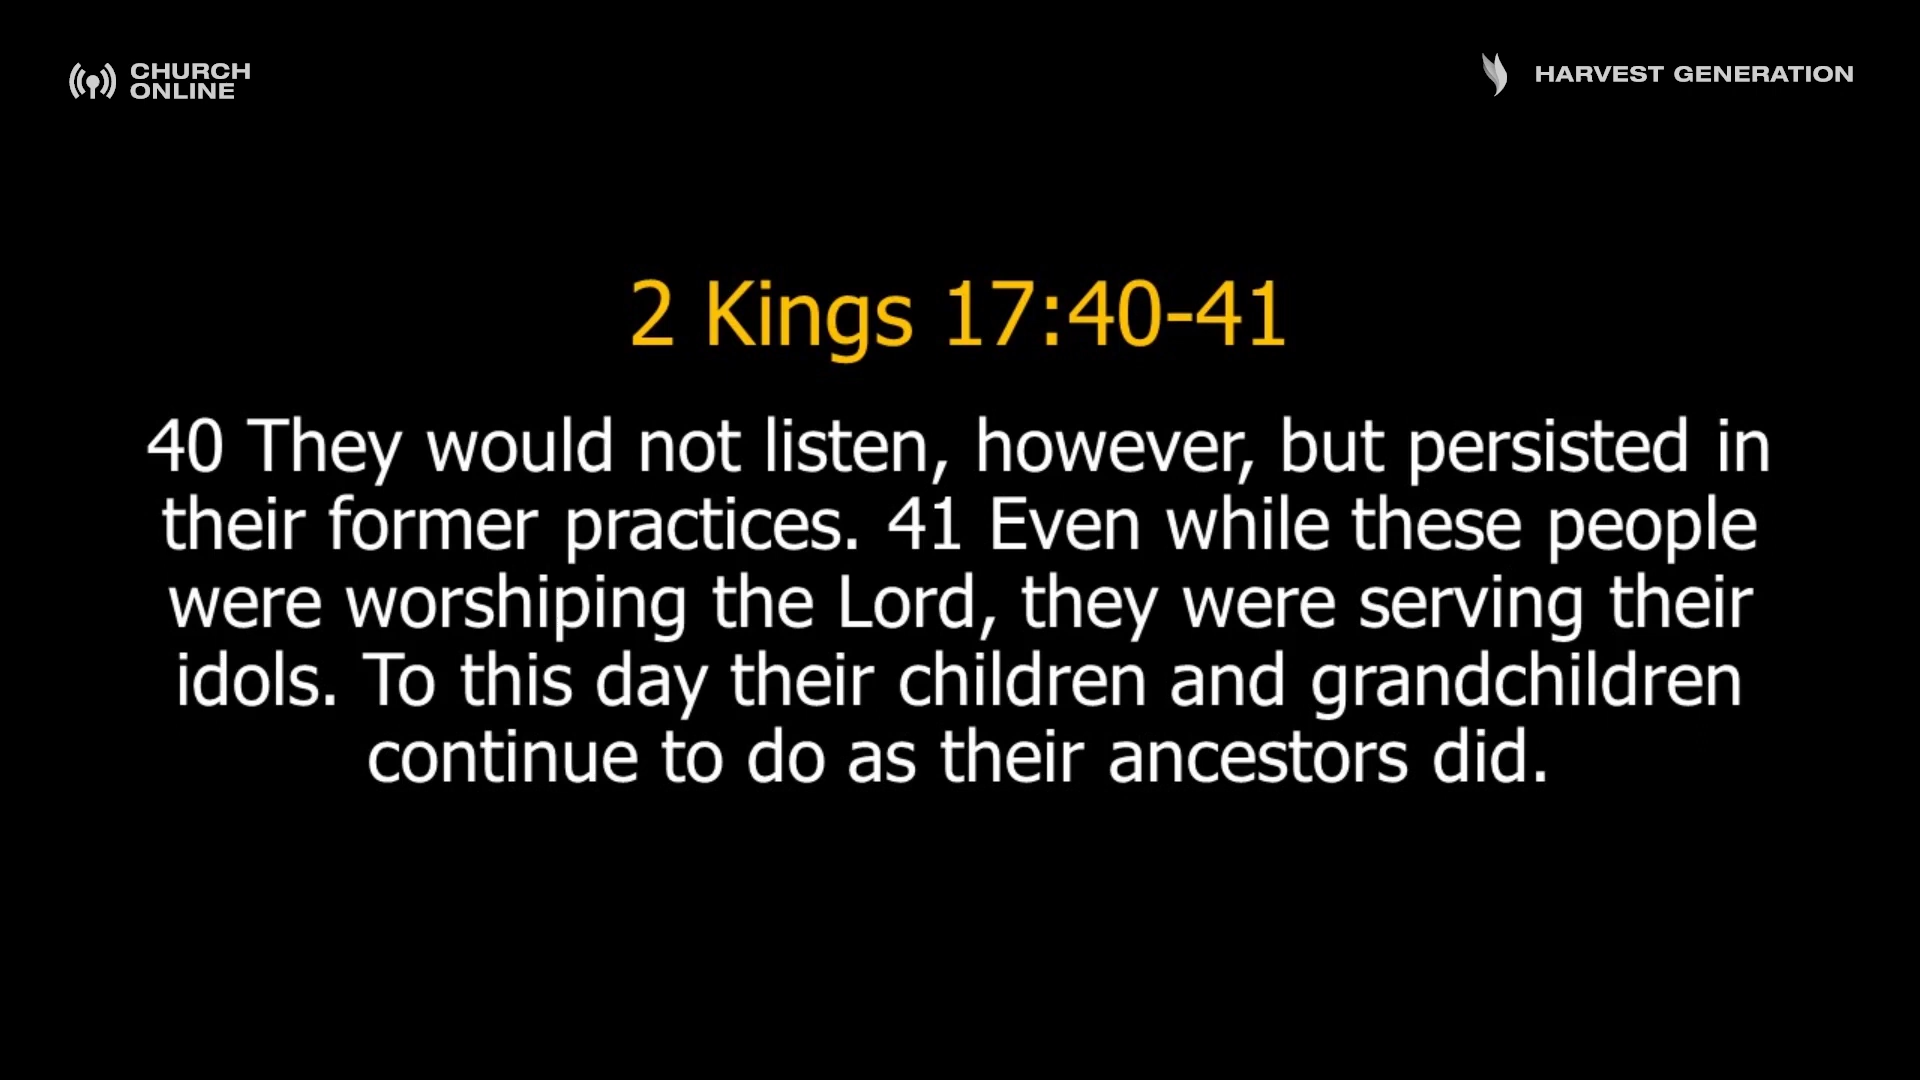 CHURCH
ONLINE
HARVEST GENERATION
2 Kings 17:40-41
40 They would not listen, however, but persisted in
their former practices. 41 Even while these people
were worshiping the Lord, they were serving their
idols. To this day their children and grandchildren
continue to do as their ancestors did.